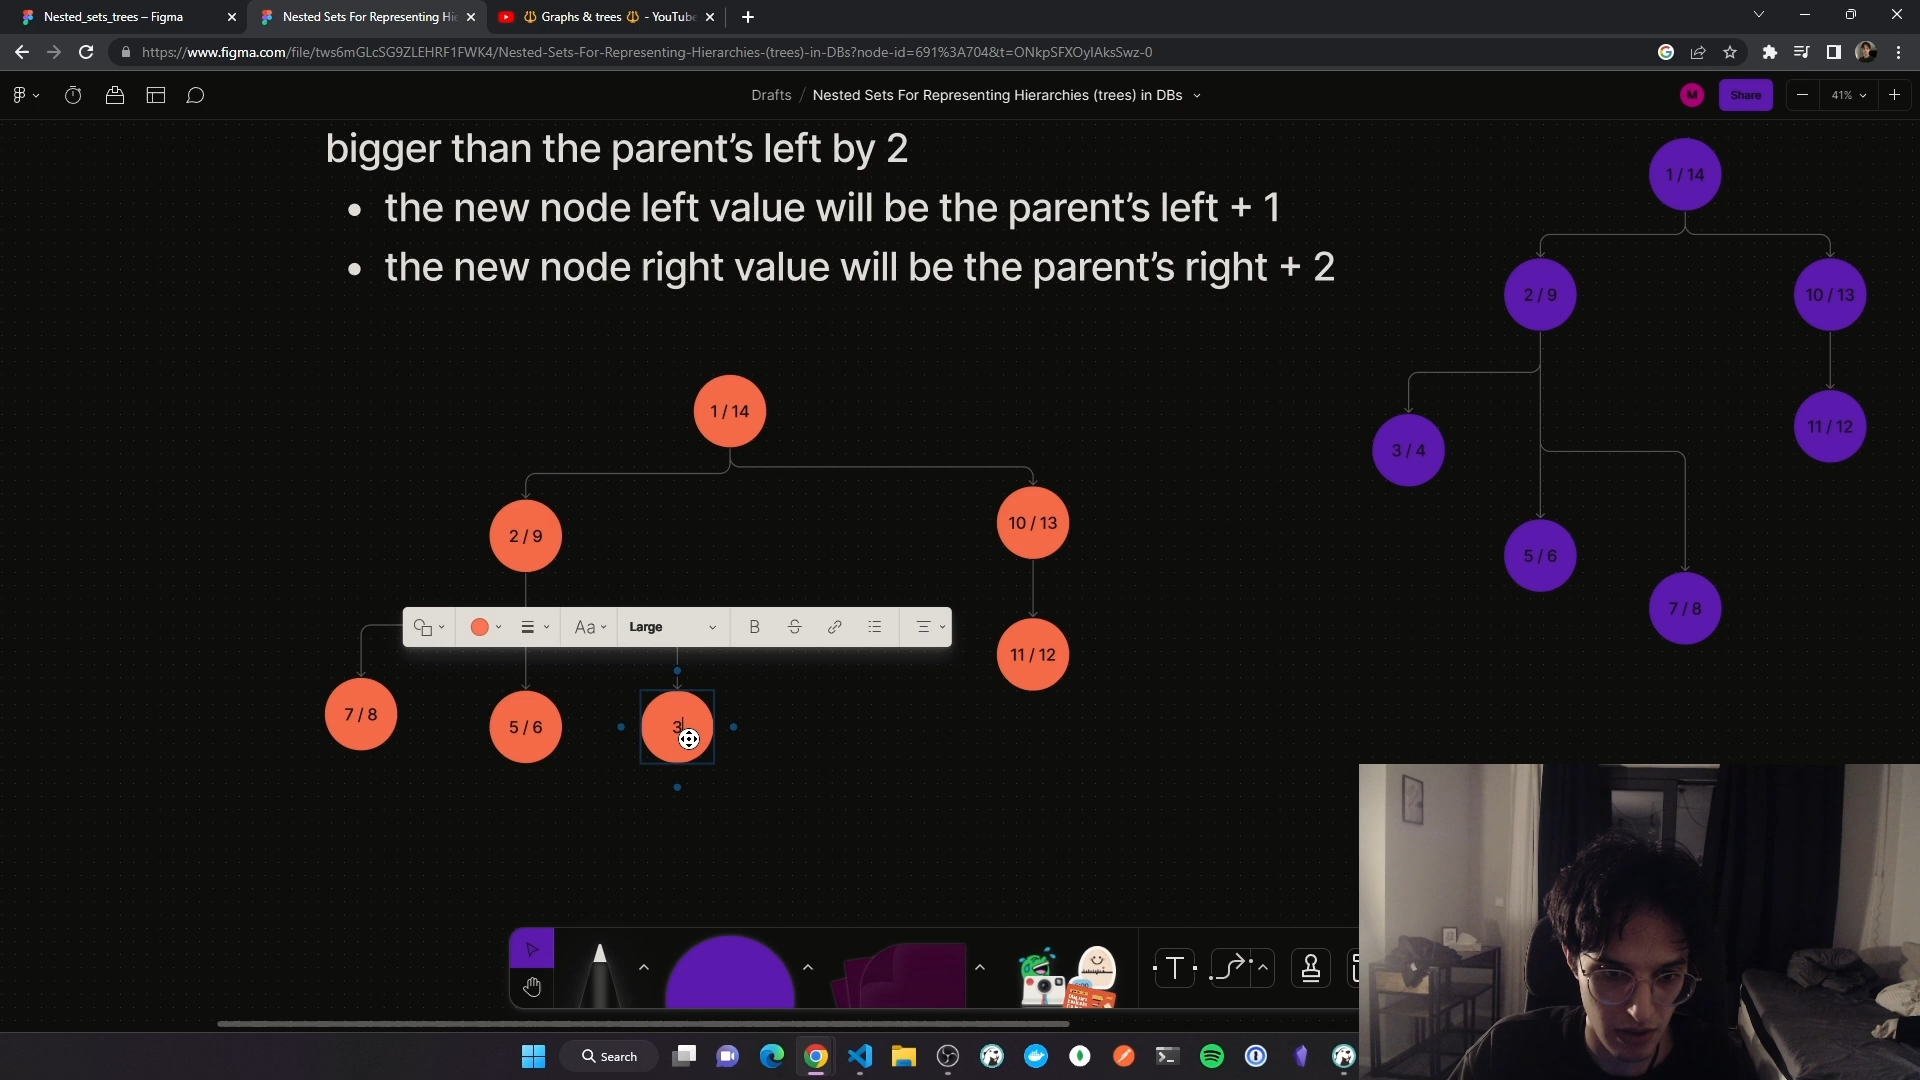 Nested_sets_trees – Figma
Nested Sets For Representing Hi
Graphs & trees - YouTube
https://www.figma.com/file/tws6mGLcSG9ZLEHRF1FWK4/Nested-Sets-For-Representing-Hierarchies-(trees)-in-DBs?node-id=691%3A704&t=ONkpSFXOylAksSwz-0
Drafts / Nested Sets For Representing Hierarchies (trees) in DBs
M
Share
41%
bigger than the parent's left by 2
• the new node left value will be the parent's left + 1
• the new node right value will be the parent's right + 2
1 / 14
2 / 9
10 / 13
11 / 12
3 / 4
5 / 6
7 / 8
1 / 14
2 / 9
10 / 13
Aa
Large
B
S
11 / 12
7 / 8
5 / 6
3
T
Search